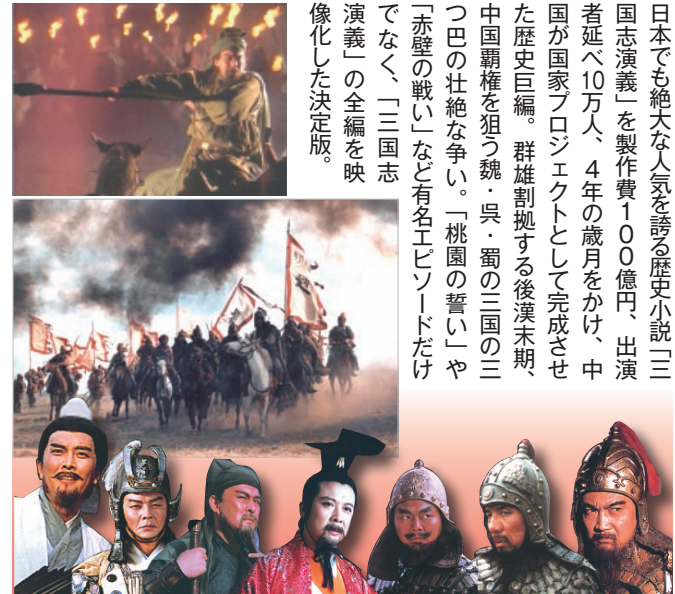 日本でも絶大な人気を誇る歴史小説「三
国志演義」を製作費１００億円、出演
者延べ10万人、４年の歳月をかけ、中
国が国家プロジェクトとして完成させ
た歴史巨編。群雄割拠する後漢末期、
中国覇権を狙う魏・呉・蜀の三国の三
つ巴の壮絶な争い。「桃園の誓い」や
「赤壁の戦い」など有名エピソードだけ
でなく、「三国志
演義」の全編を映
像化した決定版。